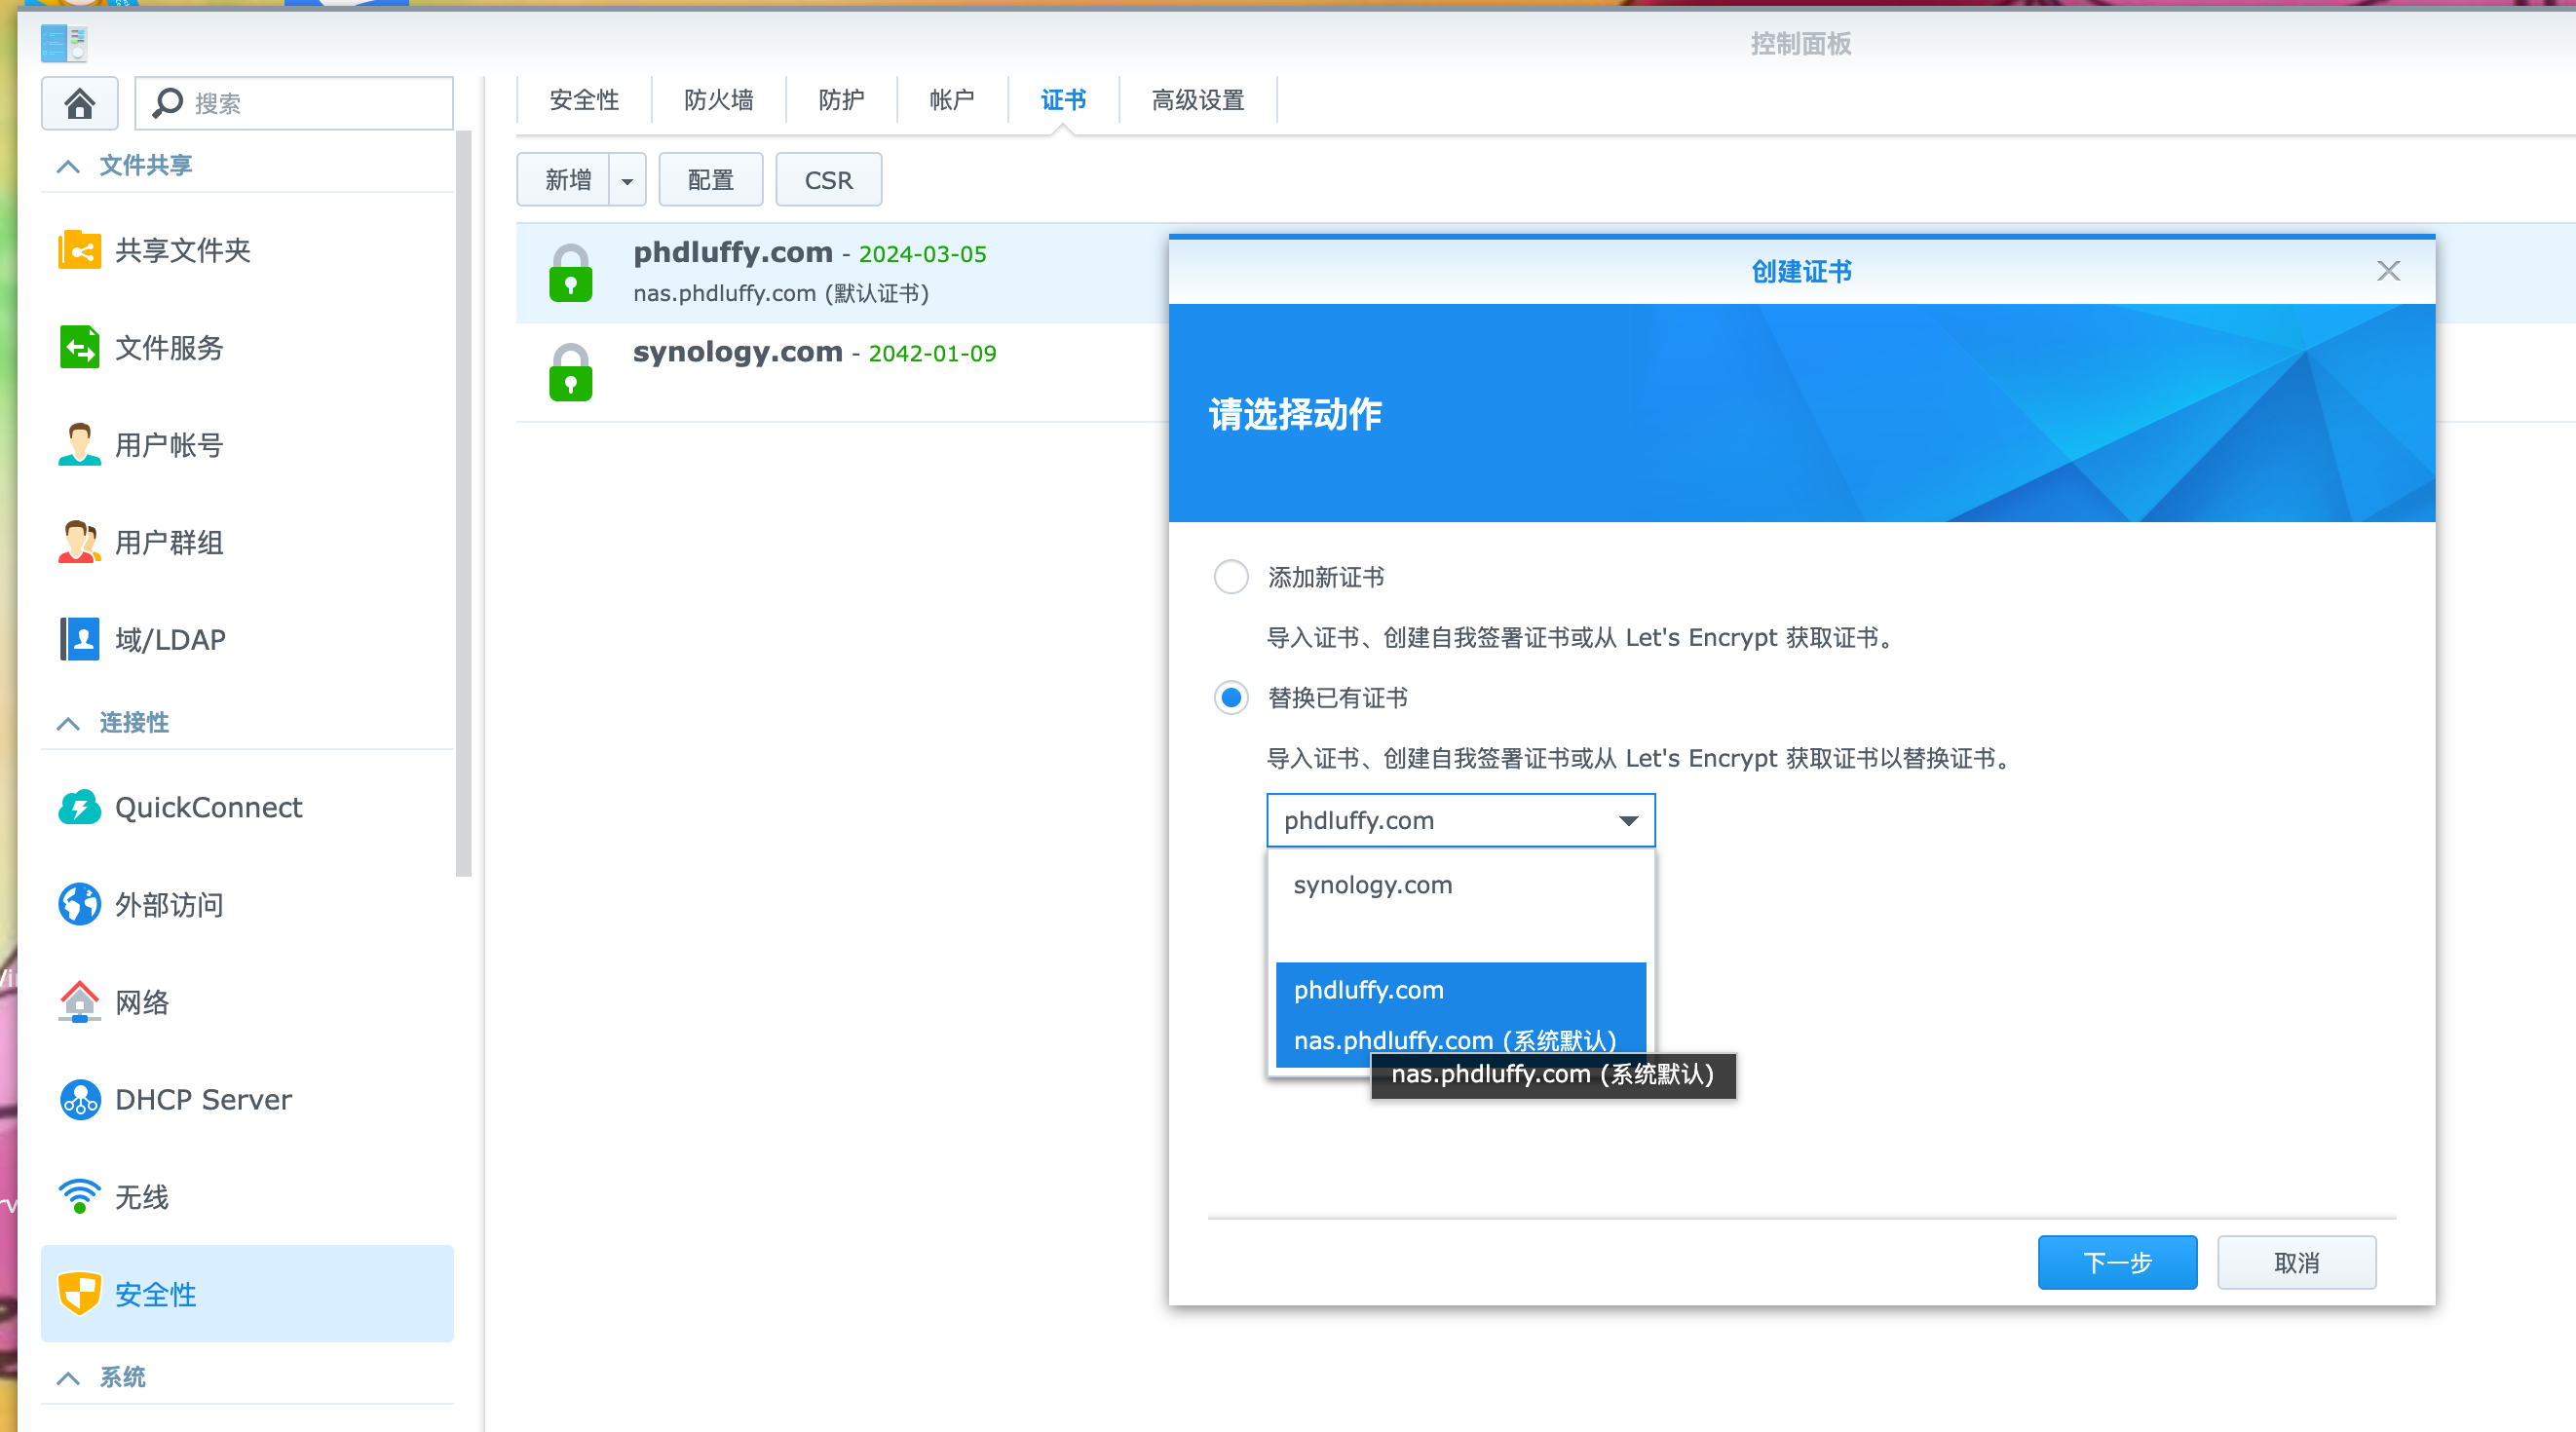 控制面板
搜索
文件共享
共享文件夹
文件服务
用户帐号
用户群组
域/LDAP
连接性
QuickConnect
外部访问
网络
DHCP Server
无线
安全性
系统
安全性
防火墙
防护
帐户
证书
高级设置
新增
配置
CSR
phdluffy.com - 2024-03-05
nas.phdluffy.com (默认证书)
synology.com - 2042-01-09
创建证书
请选择动作
添加新证书
导入证书、创建自我签署证书或从 Let's Encrypt 获取证书。
替换已有证书
导入证书、创建自我签署证书或从 Let's Encrypt 获取证书以替换证书。
phdluffy.com
synology.com
phdluffy.com
nas.phdluffy.com (系统默认)
nas.phdluffy.com (系统默认)
下一步
取消